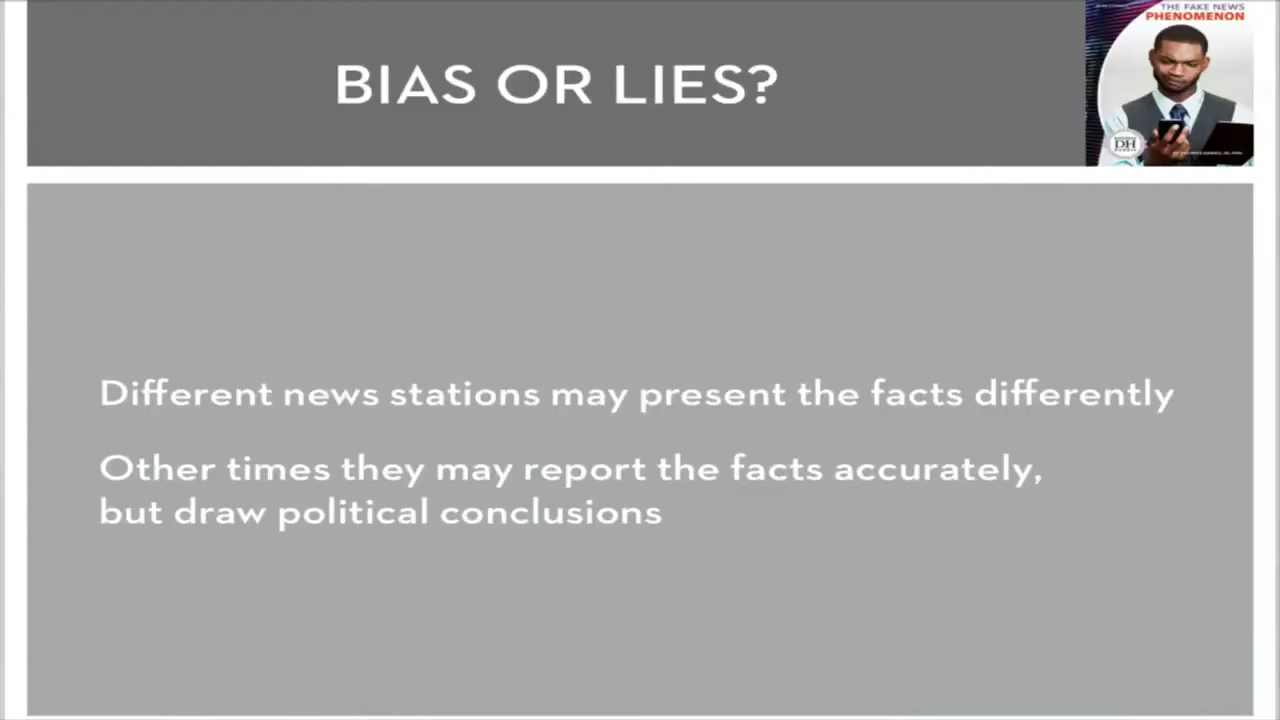 THE FAKE NEWS
PHENOMENON
BIAS OR LIES?
DH
Different news stations may present the facts differently
Other times they may report the facts accurately,
but draw political conclusions